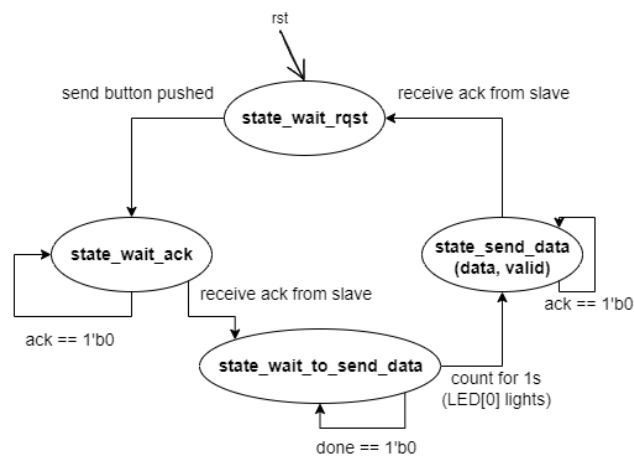 rst
send button pushed
receive ack from slave
state_wait_rqst
state_wait_ack
state_send_data
(data, valid)
receive ack from slave
ack == 1'b0
ack == 1'b0
state_wait_to_send_data
count for 1s
(LED[0] lights)
done == 1'b0